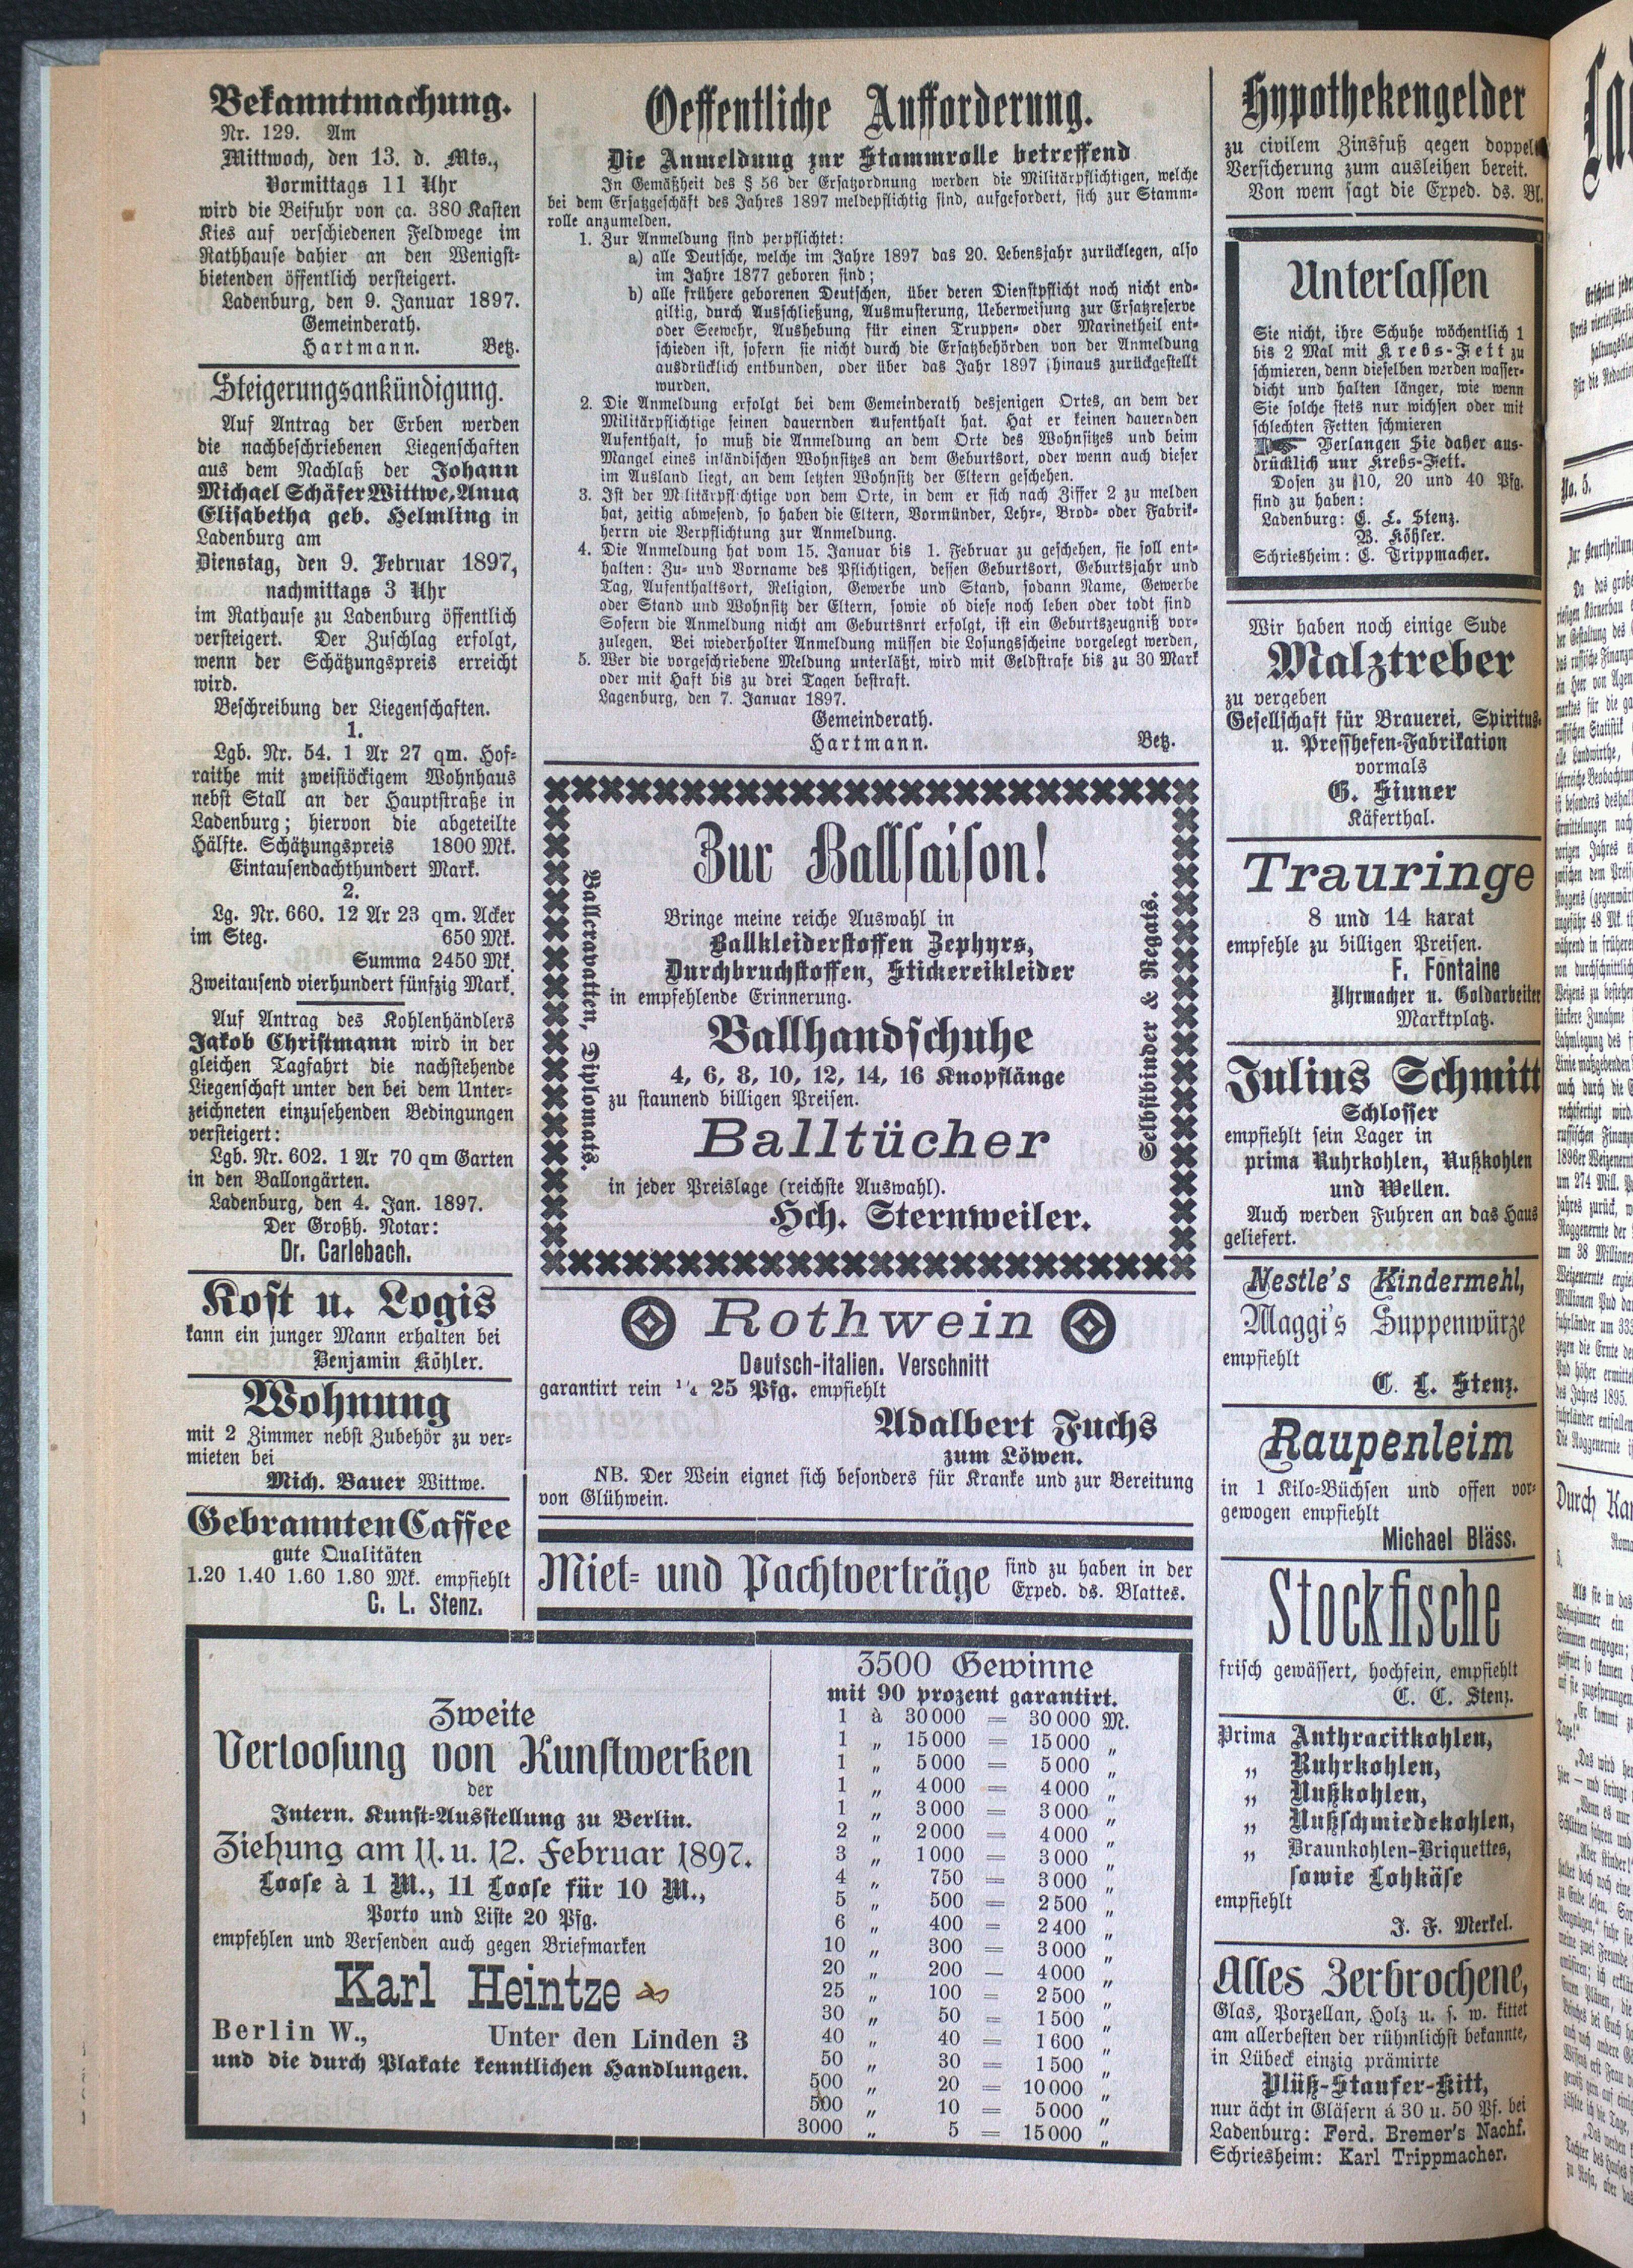 Bekanntmachung.
Nr. 129. Am
Mittwoch, den 13. d. Mts.,
Vormittags 11 Uhr
wird die Beifuhr von ca. 380 Kasten
Kies auf verschiedenen Feldwege im
Rathhause dahier an den Wenigst-
bietenden öffentlich versteigert.
Ladenburg, den 9. Januar 1897.
Gemeinderath.
Hartmann. Betz.
Steigerungsankündigung.
Auf Antrag der Erben werden
die nachbeschriebenen Liegenschaften
aus dem Nachlaß der Johann
Michael Schäfer Wittwe, Anna
Elisabetha geb. Helmling in
Ladenburg am
Dienstag, den 9. Februar 1897,
nachmittags 3 Uhr
im Rathause zu Ladenburg öffentlich
versteigert. Der Zuschlag erfolgt,
wenn der Schätzungspreis erreicht
wird.
Beschreibung der Liegenschaften.
1.
Lgb. Nr. 54. 1 Ar 27 qm. Hof-
raithe mit zweistöckigem Wohnhaus
nebst Stall an der Hauptstraße in
Ladenburg; hiervon die abgeteilte
Hälfte. Schätzungspreis 1800 Mk.
Eintausendachthundert Mark.
2.
Lg. Nr. 660. 12 Ar 23 qm. Acker
im Steg. 650 Mk.
Summa 2450 Mk.
Zweitausend vierhundert fünfzig Mark.
Auf Antrag des Kohlenhändlers
Jakob Christmann wird in der
gleichen Tagfahrt die nachstehende
Liegenschaft unter den bei dem Unter-
zeichneten einzusehenden Bedingungen
versteigert:
Lgb. Nr. 602. 1 Ar 70 qm Garten
in den Ballongärten.
Ladenburg, den 4. Jan. 1897.
Der Großh. Notar:
Dr. Carlebach.
Kost u. Logis
kann ein junger Mann erhalten bei
Benjamin Köhler.
Wohnung
mit 2 Zimmer nebst Zubehör zu ver-
mieten bei
Mich. Bauer Wittwe.
Gebrannten Caffee
gute Qualitäten
1.20 1.40 1.60 1.80 Mk. empfiehlt
C. L. Stenz.
Oeffentliche Aufforderung.
Die Anmeldung zur Stammrolle betreffend
In Gemäßheit des § 56 der Ersatzordnung werden die Militärpflichtigen, welche
bei dem Ersatzgeschäft des Jahres 1897 meldepflichtig sind, aufgefordert, sich zur Stamm-
rolle anzumelden.
1. Zur Anmeldung sind perpflichtet:
a) alle Deutsche, welche im Jahre 1897 das 20. Lebensjahr zurücklegen, also
im Jahre 1877 geboren sind;
b) alle frühere geborenen Deutschen, über deren Dienstpflicht noch nicht end-
giltig, durch Ausschließung, Ausmusterung, Ueberweisung zur Ersatzreserve
oder Seewehr, Aushebung für einen Truppen- oder Marinetheil ent-
schieden ist, sofern sie nicht durch die Ersatzbehörden von der Anmeldung
ausdrücklich entbunden, oder über das Jahr 1897 hinaus zurückgestellt
wurden.
2. Die Anmeldung erfolgt bei dem Gemeinderath desjenigen Ortes, an dem der
Militärpflichtige seinen dauernden Aufenthalt hat. Hat er keinen dauernden
Aufenthalt, so muß die Anmeldung an dem Orte des Wohnsitzes und beim
Mangel eines inländischen Wohnsitzes an dem Geburtsort, oder wenn auch dieser
im Ausland liegt, an dem letzten Wohnsitz der Eltern geschehen.
3. Ist der Militärpflichtige von dem Orte, in dem er sich nach Ziffer 2 zu melden
hat, zeitig abwesend, so haben die Eltern, Vormünder, Lehr-, Brod- oder Fabrik-
herrn die Verpflichtung zur Anmeldung.
4. Die Anmeldung hat vom 15. Januar bis 1. Februar zu geschehen, sie soll ent-
halten: Zu- und Vorname des Pflichtigen, dessen Geburtsort, Geburtsjahr und
Tag, Aufenthaltsort, Religion, Gewerbe und Stand, sodann Name, Gewerbe
oder Stand und Wohnsitz der Eltern, sowie ob diese noch leben oder todt sind
Sofern die Anmeldung nicht am Geburtsnrt erfolgt, ist ein Geburtszeugniß vor-
zulegen. Bei wiederholter Anmeldung müssen die Losungsscheine vorgelegt werden,
5. Wer die vorgeschriebene Meldung unterläßt, wird mit Geldstrafe bis zu 30 Mark
oder mit Haft bis zu drei Tagen bestraft.
Lagenburg, den 7. Januar 1897.
Gemeinderath.
Hartmann. Betz.
Zur Ballsaison!
Ballcravatten, Diplomats.
Bringe meine reiche Auswahl in
Ballkleiderstoffen Zephyrs,
Durchbruchstoffen, Stickereikleider
in empfehlende Erinnerung.
Ballhandschuhe
4, 6, 8, 10, 12, 14, 16 Knopflänge
zu staunend billigen Preisen.
Balltücher
in jeder Preislage (reichste Auswahl).
Hch. Sternweiler.
Selbstbinder & Regats.
Rothwein
Deutsch-italien. Verschnitt
garantirt rein 1/4 25 Pfg. empfiehlt
Adalbert Fuchs
zum Löwen.
NB. Der Wein eignet sich besonders für Kranke und zur Bereitung
von Glühwein.
Miet- und Pachtverträge sind zu haben in der
Exped. ds. Blattes.
Zweite
Verloosung von Kunstwerken
der
Intern. Kunst-Ausstellung zu Berlin.
Ziehung am 11. u. 12. Februar 1897.
Loose à 1 M., 11 Loose für 10 M.,
Porto und Liste 20 Pfg.
empfehlen und Versenden auch gegen Briefmarken
Karl Heintze
Berlin W., Unter den Linden 3
und die durch Plakate kenntlichen Handlungen.
3500 Gewinne
mit 90 prozent garantirt.
1 à 30000 = 30000 M.
1 „ 15000 = 15000 „
1 „ 5000 = 5000 „
1 „ 4000 = 4000 „
1 „ 3000 = 3000 „
2 „ 2000 = 4000 „
3 „ 1000 = 3000 „
4 „ 750 = 3000 „
5 „ 500 = 2500 „
6 „ 400 = 2400 „
10 „ 300 = 3000 „
20 „ 200 — 4000 „
25 „ 100 = 2500 „
30 „ 50 = 1500 „
40 „ 40 = 1600 „
50 „ 30 = 1500 „
500 „ 20 = 10000 „
500 „ 10 = 5000 „
3000 „ 5 = 15000 „
Hypothekengelder
zu civilem Zinsfuß gegen doppel
Versicherung zum ausleihen bereit.
Von wem sagt die Exped. ds. Bl.
Unterlassen
Sie nicht, ihre Schuhe wöchentlich 1
bis 2 Mal mit Krebs-Fett zu
schmieren, denn dieselben werden wasser-
dicht und halten länger, wie wenn
Sie solche stets nur wichsen oder mit
schlechten Fetten schmieren
Verlangen Sie daher aus-
drücklich nur Krebs-Fett.
Dosen zu 10, 20 und 40 Pfg.
find zu haben:
Ladenburg: C. L. Stenz.
B. Köhler.
Schriesheim: C. Trippmacher.
Wir haben noch einige Sude
Malztreber
zu vergeben
Gesellschaft für Brauerei, Spiritus-
u. Presshefen-Fabrikation
vormals
G. Sinner
Käferthal.
Trauringe
8 und 14 karat
empfehle zu billigen Preisen.
F. Fontaine
Uhrmacher u. Goldarbeiter
Marktplatz.
Julius Schmitt
Schlosser
empfiehlt sein Lager in
prima Ruhrkohlen, Nußkohlen
und Wellen.
Auch werden Fuhren an das Haus
geliefert.
Nestle's Kindermehl,
Maggi's Suppenwürze
empfiehlt
C. L. Stenz.
Raupenleim
in 1 Kilo-Büchsen und offen vor-
gewogen empfiehlt
Michael Bläss.
Stockfische
frisch gewässert, hochfein, empfiehlt
C. C. Stenz.
Prima Anthracitkohlen,
„ Ruhrkohlen,
„ Nußkohlen,
„ Nußschmiedekohlen,
„ Braunkohlen-Briquettes,
sowie Lohkäse
empfiehlt
J. F. Merkel.
Alles Zerbrochene,
Glas, Porzellan, Holz u. s. w. kittet
am allerbesten der rühmlichst bekannte,
in Lübeck einzig prämirte
Plüß-Staufer-Kitt,
nur ächt in Gläsern á 30 u. 50 Pf. bei
Ladenburg: Ferd. Bremer's Nachf.
Schriesheim: Karl Trippmacher.
No. 5.